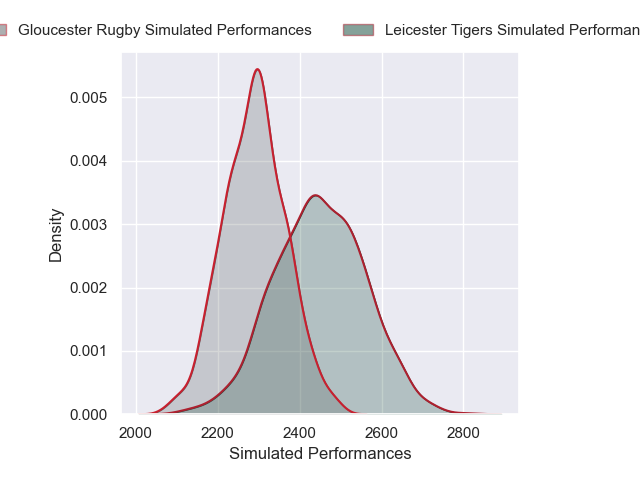 Gloucester Rugby Simulated Performances
Leicester Tigers Simulated Performan
0.005
0.004
0.003
0.002
0.001
0.000
Density
2000 2200 2400 2600 2800
Simulated Performances